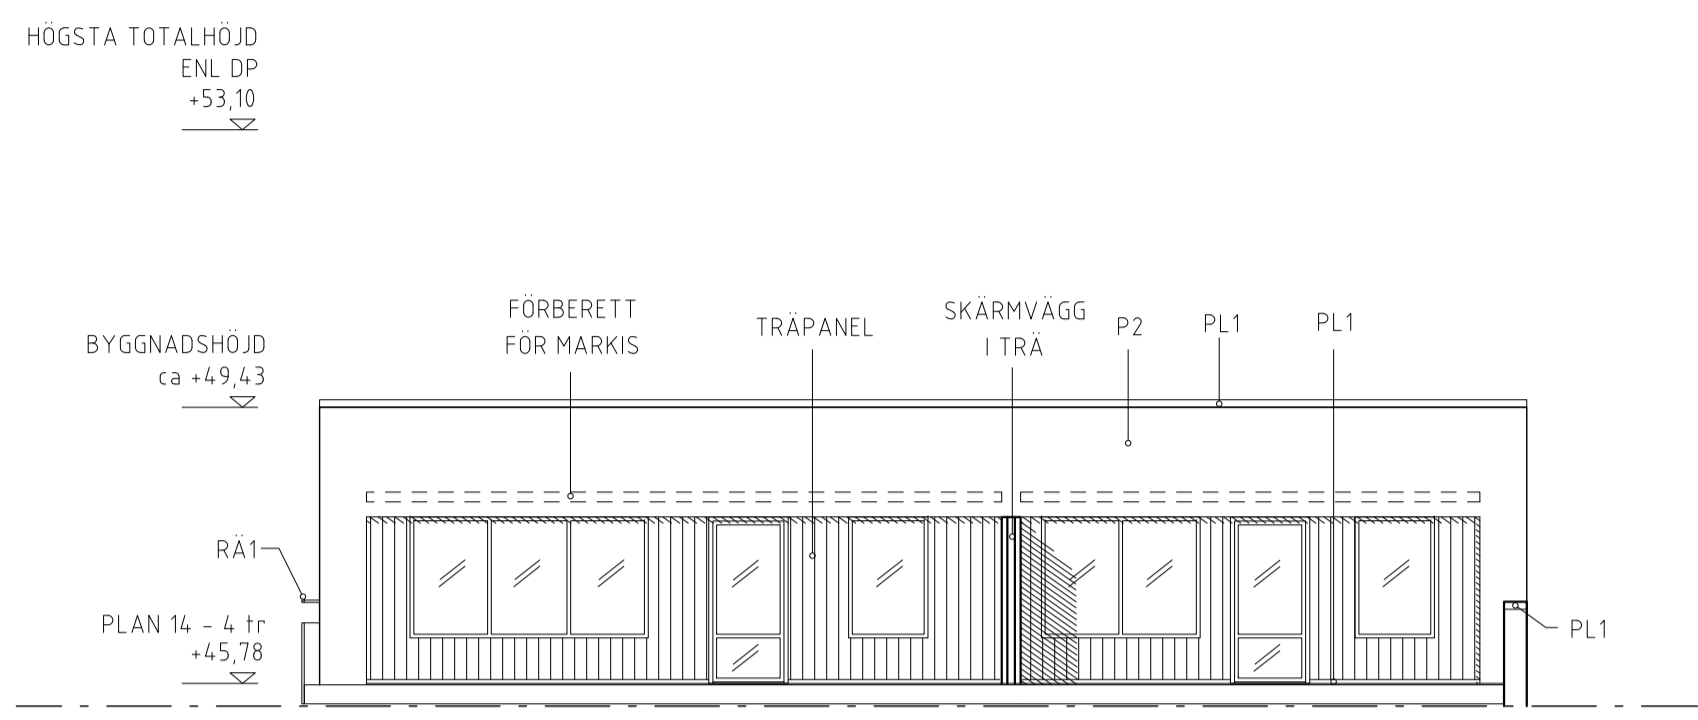 HÖGSTA TOTALHÖJD
ENL DP
+53,10
FÖRBERETT
FÖR MARKIS
TRÄPANEL
SKÄRMVÄGG
I TRÄ
P2
PL1
PL1
BYGGNADSHÖJD
ca +49,43
RÄ1
PLAN 14 - 4 tr
+45,78
PL1